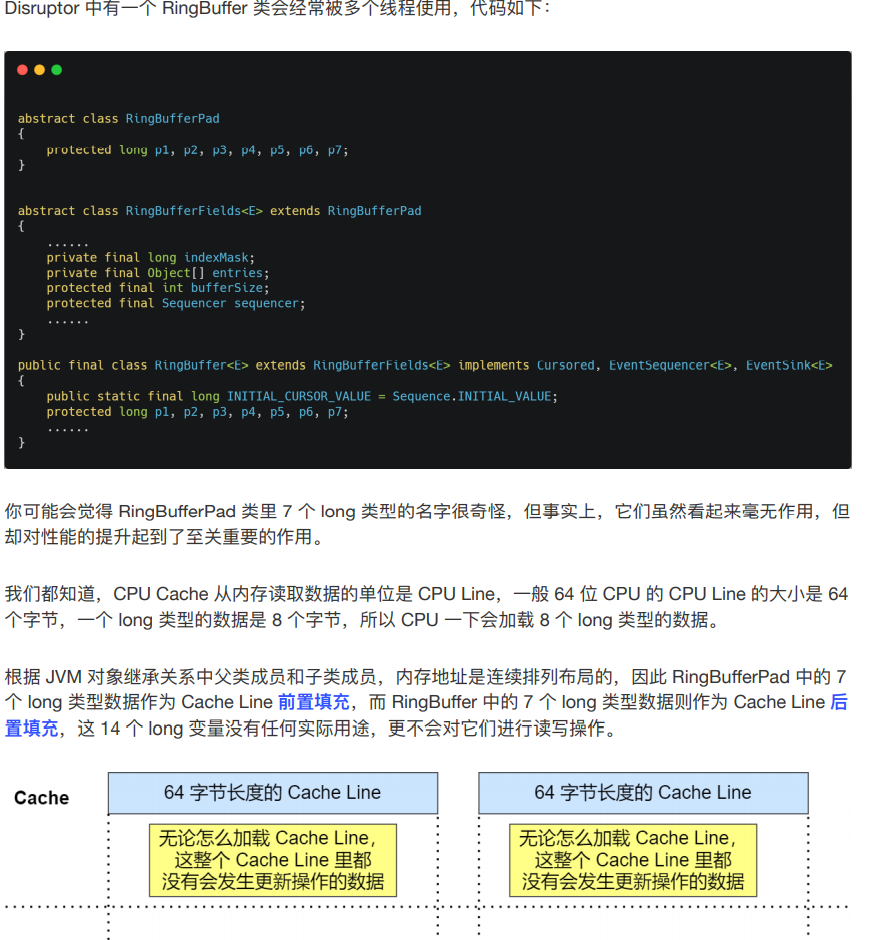 Disruptor 中有一个 RingBuffer 类会经常被多个线程使用，代码如下：
abstract class RingBufferPad
{
    protected long p1, p2, p3, p4, p5, p6, p7;
}
abstract class RingBufferFields<E> extends RingBufferPad
{
    ......
    private final long indexMask;
    private final Object[] entries;
    protected final int bufferSize;
    protected final Sequencer sequencer;
    ......
}
public final class RingBuffer<E> extends RingBufferFields<E> implements Cursored, EventSequencer<E>, EventSink<E>
{
    public static final long INITIAL_CURSOR_VALUE = Sequence.INITIAL_VALUE;
    protected long p1, p2, p3, p4, p5, p6, p7;
    ......
}
你可能会觉得 RingBufferPad 类里 7 个 long 类型的名字很奇怪，但事实上，它们虽然看起来毫无作用，但
却对性能的提升起到了至关重要的作用。
我们都知道，CPU Cache 从内存读取数据的单位是 CPU Line，一般 64 位 CPU 的 CPU Line 的大小是 64
个字节，一个 long 类型的数据是 8 个字节，所以 CPU 一下会加载 8 个 long 类型的数据。
根据 JVM 对象继承关系中父类成员和子类成员，内存地址是连续排列布局的，因此 RingBufferPad 中的 7
个 long 类型数据作为 Cache Line 前置填充，而 RingBuffer 中的 7 个 long 类型数据则作为 Cache Line 后
置填充，这 14 个 long 变量没有任何实际用途，更不会对它们进行读写操作。
Cache
64 字节长度的 Cache Line
无论怎么加载 Cache Line，
这整个 Cache Line 里都
没有会发生更新操作的数据
64 字节长度的 Cache Line
无论怎么加载 Cache Line，
这整个 Cache Line 里都
没有会发生更新操作的数据